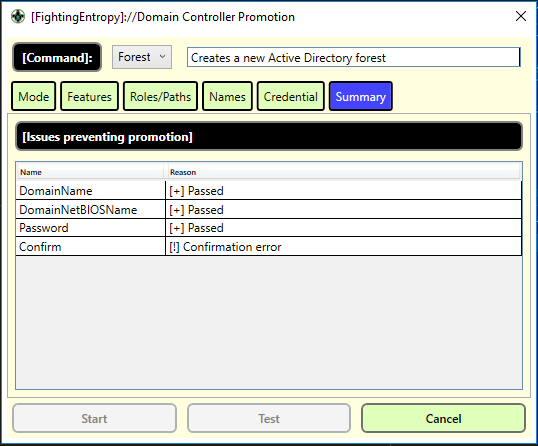 [FightingEntropy]://Domain Controller Promotion
[Command]: Forest Creates a new Active Directory forest
Mode Features Roles/Paths Names Credential Summary
[Issues preventing promotion]
Name Reason
DomainName [+] Passed
DomainNetBIOSName [+] Passed
Password [+] Passed
Confirm [!] Confirmation error
Start Test Cancel